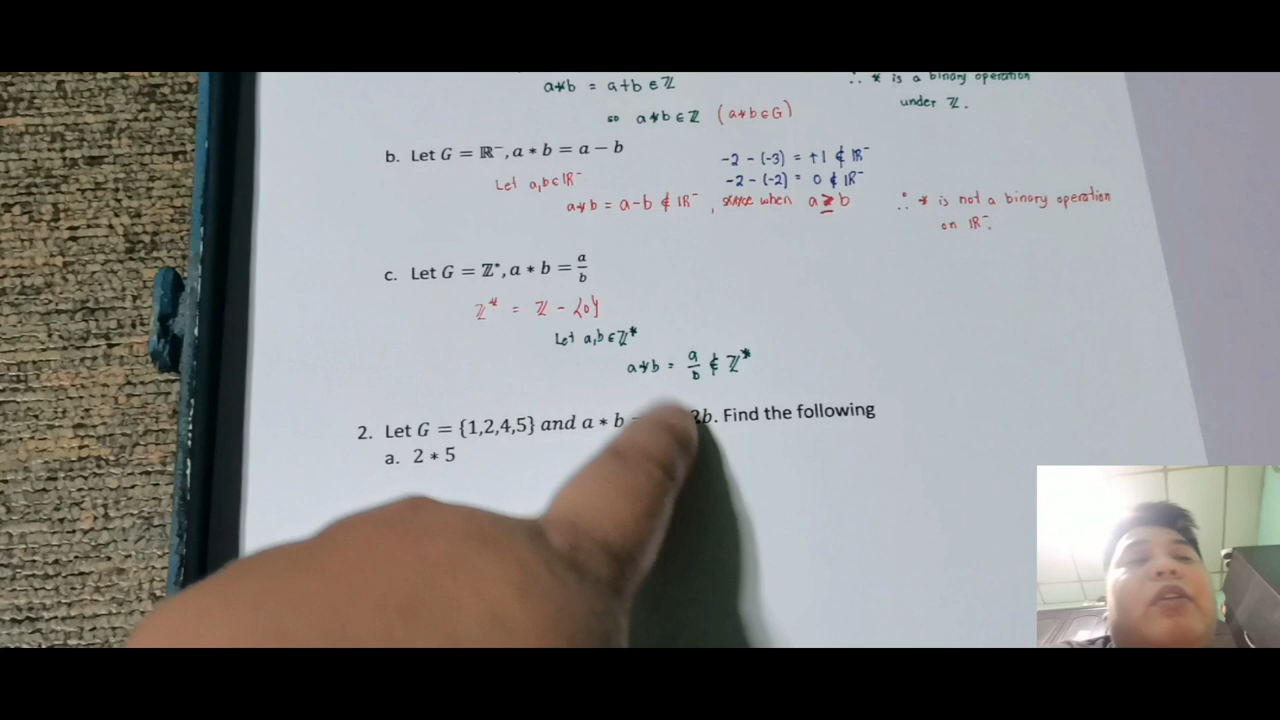 a*b = a+b ∈ ℤ
∴ * is a binary operation
under ℤ.
so a*b ∈ ℤ (a*b ∈ G)
b. Let G = ℝ⁻, a * b = a − b
-2 - (-3) = +1 ∉ ℝ⁻
Let a,b ∈ ℝ⁻
-2 - (-2) = 0 ∉ ℝ⁻
a*b = a-b ∉ ℝ⁻, since when a ≥ b
∴ * is not a binary operation
on ℝ⁻.
c. Let G = ℤ*, a * b = a/b
ℤ* = ℤ - {0}
Let a,b ∈ ℤ*
a*b = a/b ∉ ℤ*
2. Let G = {1,2,4,5} and a * b = 2b. Find the following
a. 2 * 5